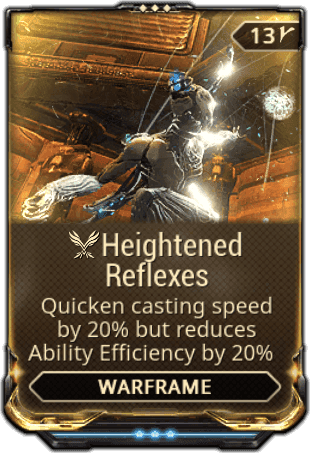 13
Heightened
Reflexes
Quicken casting speed
by 20% but reduces
Ability Efficiency by 20%
WARFRAME